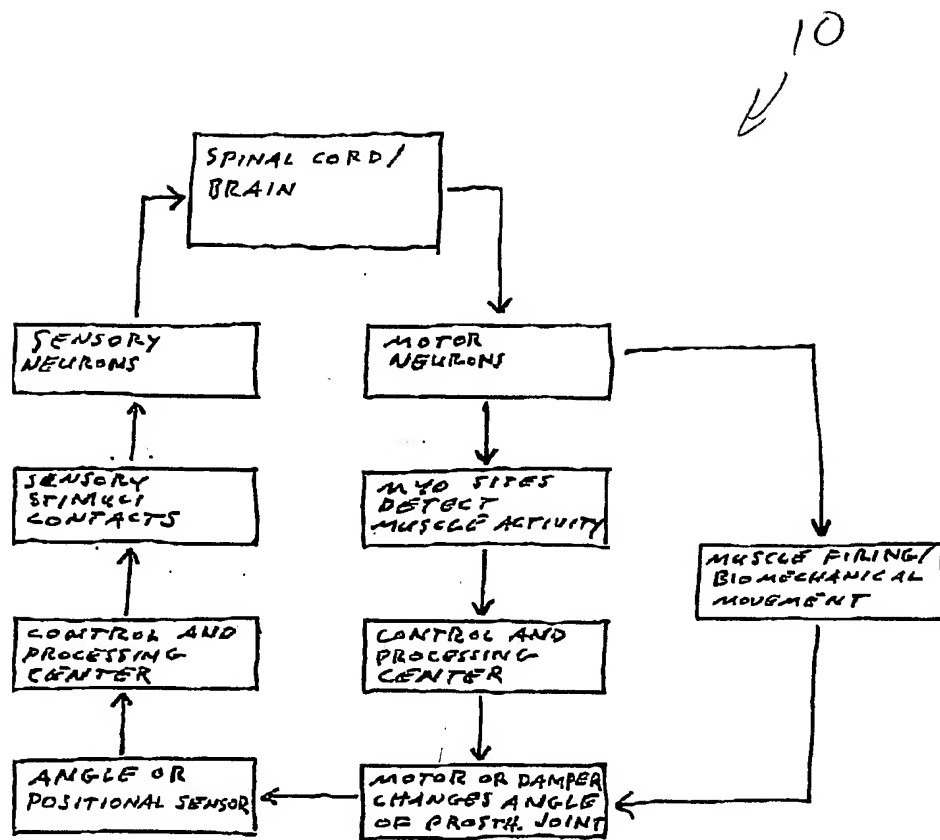 10
SPINAL CORD/
BRAIN
SENSORY
NEURONS
MOTOR
NEURONS
SENSORY
STIMULI
CONTACTS
MYO SITES
DETECT
MUSCLE ACTIVITY
MUSCLE FIRING/
BIOMECHANICAL
MOVEMENT
CONTROL AND
PROCESSING
CENTER
CONTROL AND
PROCESSING
CENTER
ANGLE OR
POSITIONAL SENSOR
MOTOR OR DAMPER
CHANGES ANGLE
OF PROSTH. JOINT